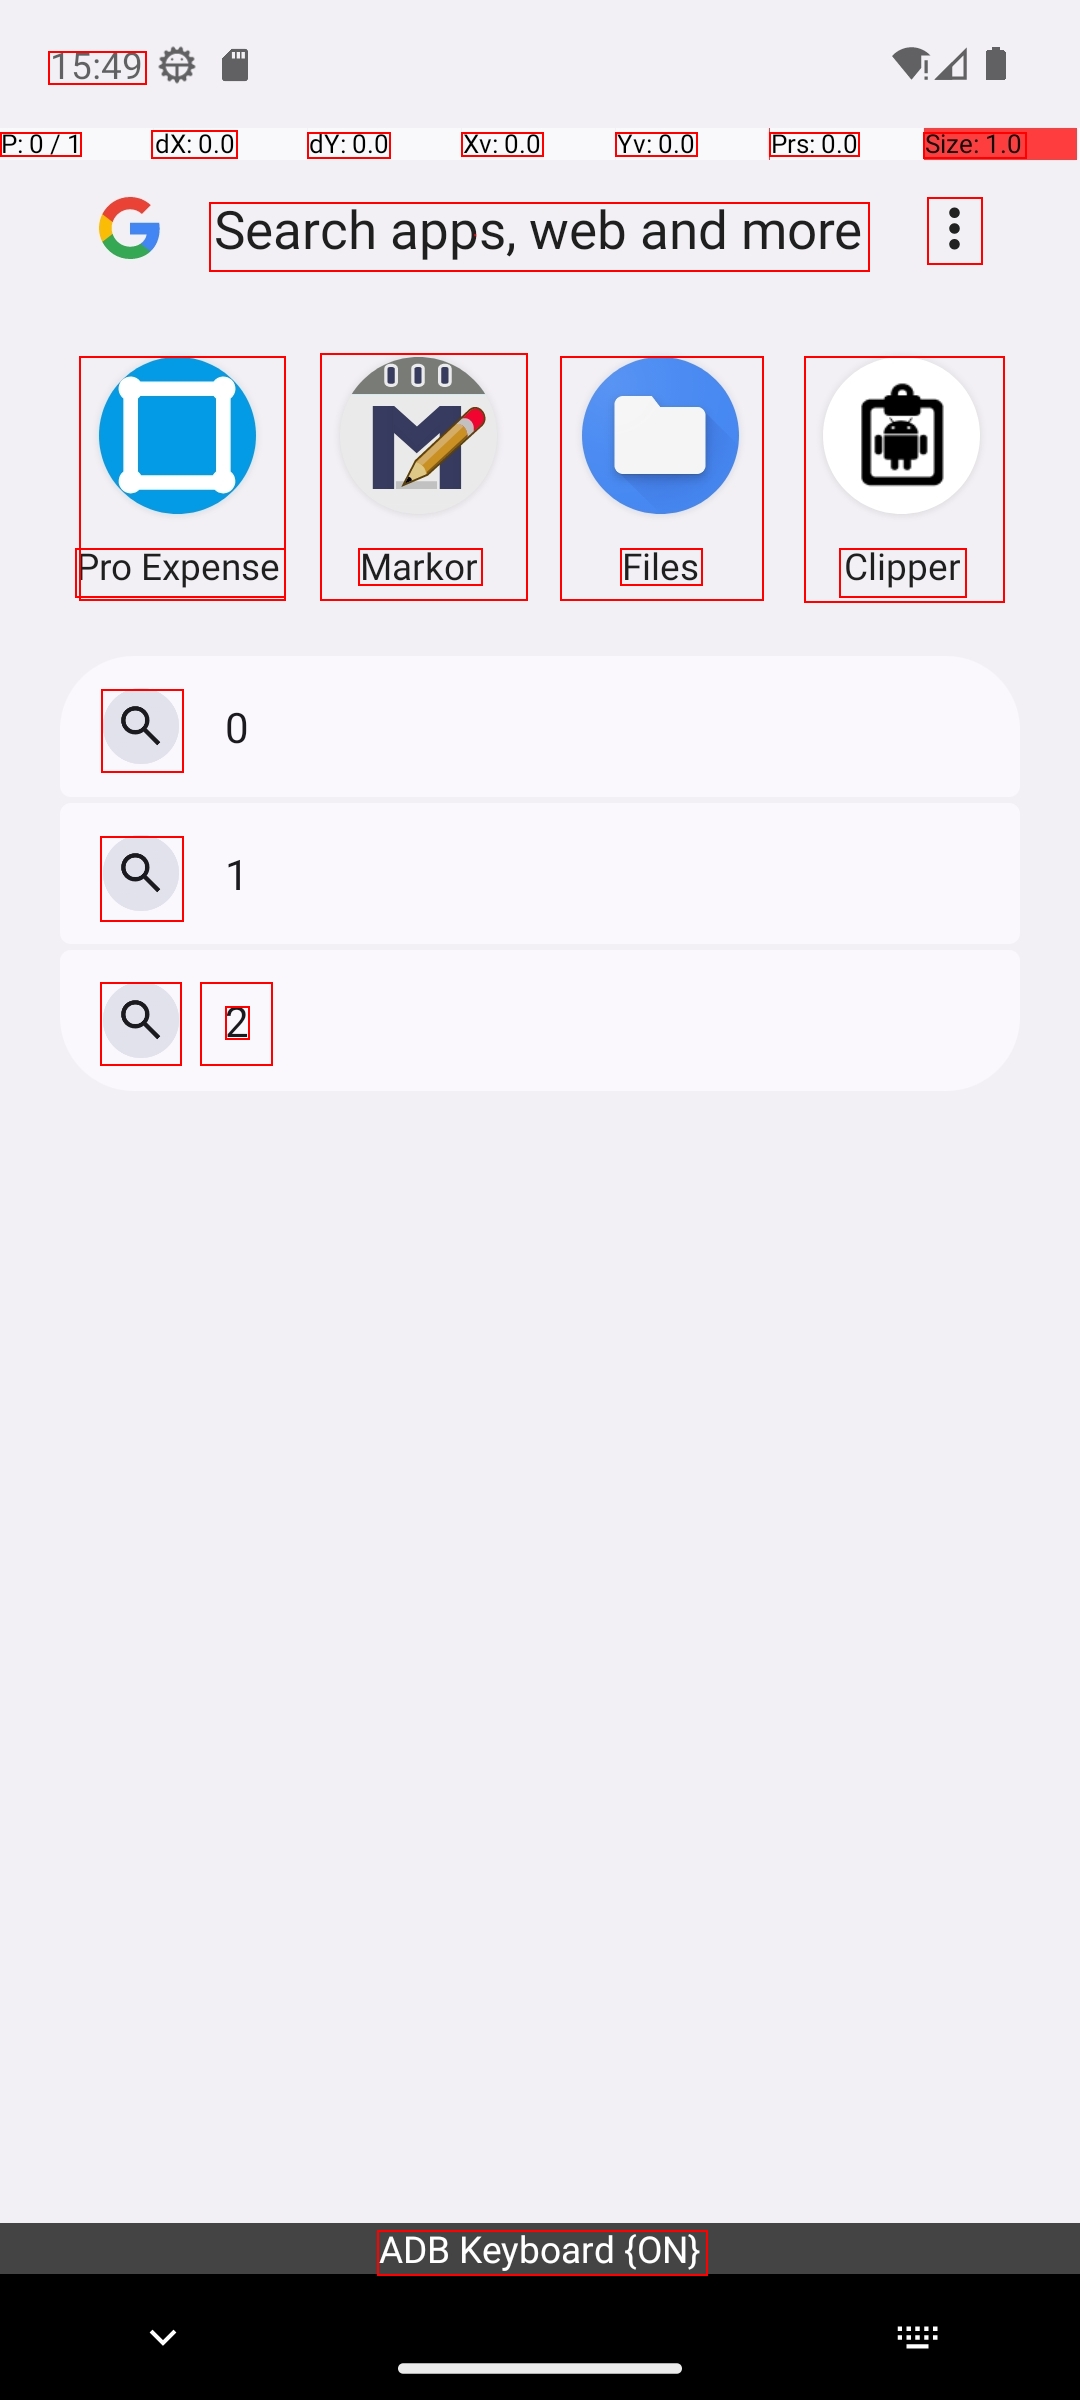 15:49
P: 0 / 1 dX: 0.0 dY: 0.0 Xv: 0.0 Yv: 0.0 Prs: 0.0 Size: 1.0
Search apps, web and more
Pro Expense Markor Files Clipper
0
1
2
ADB Keyboard {ON}